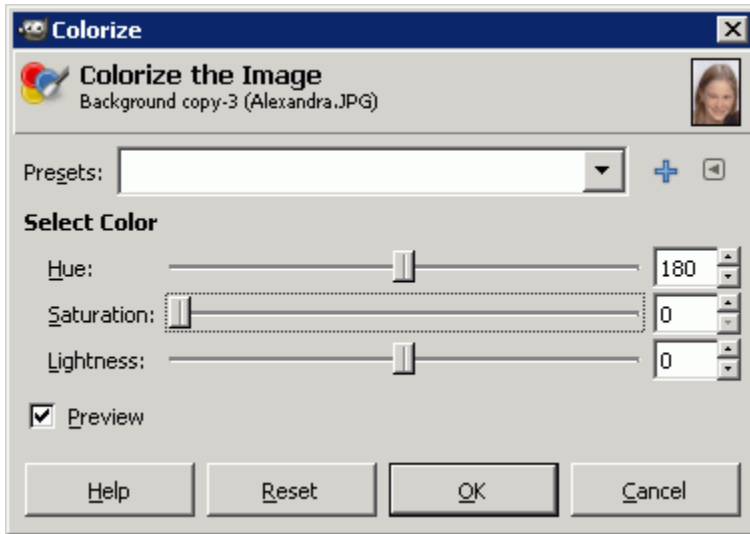 Colorize
Colorize the Image
Background copy-3 (Alexandra.JPG)
Presets:
Select Color
Hue: 180
Saturation: 0
Lightness: 0
Preview
Help Reset OK Cancel